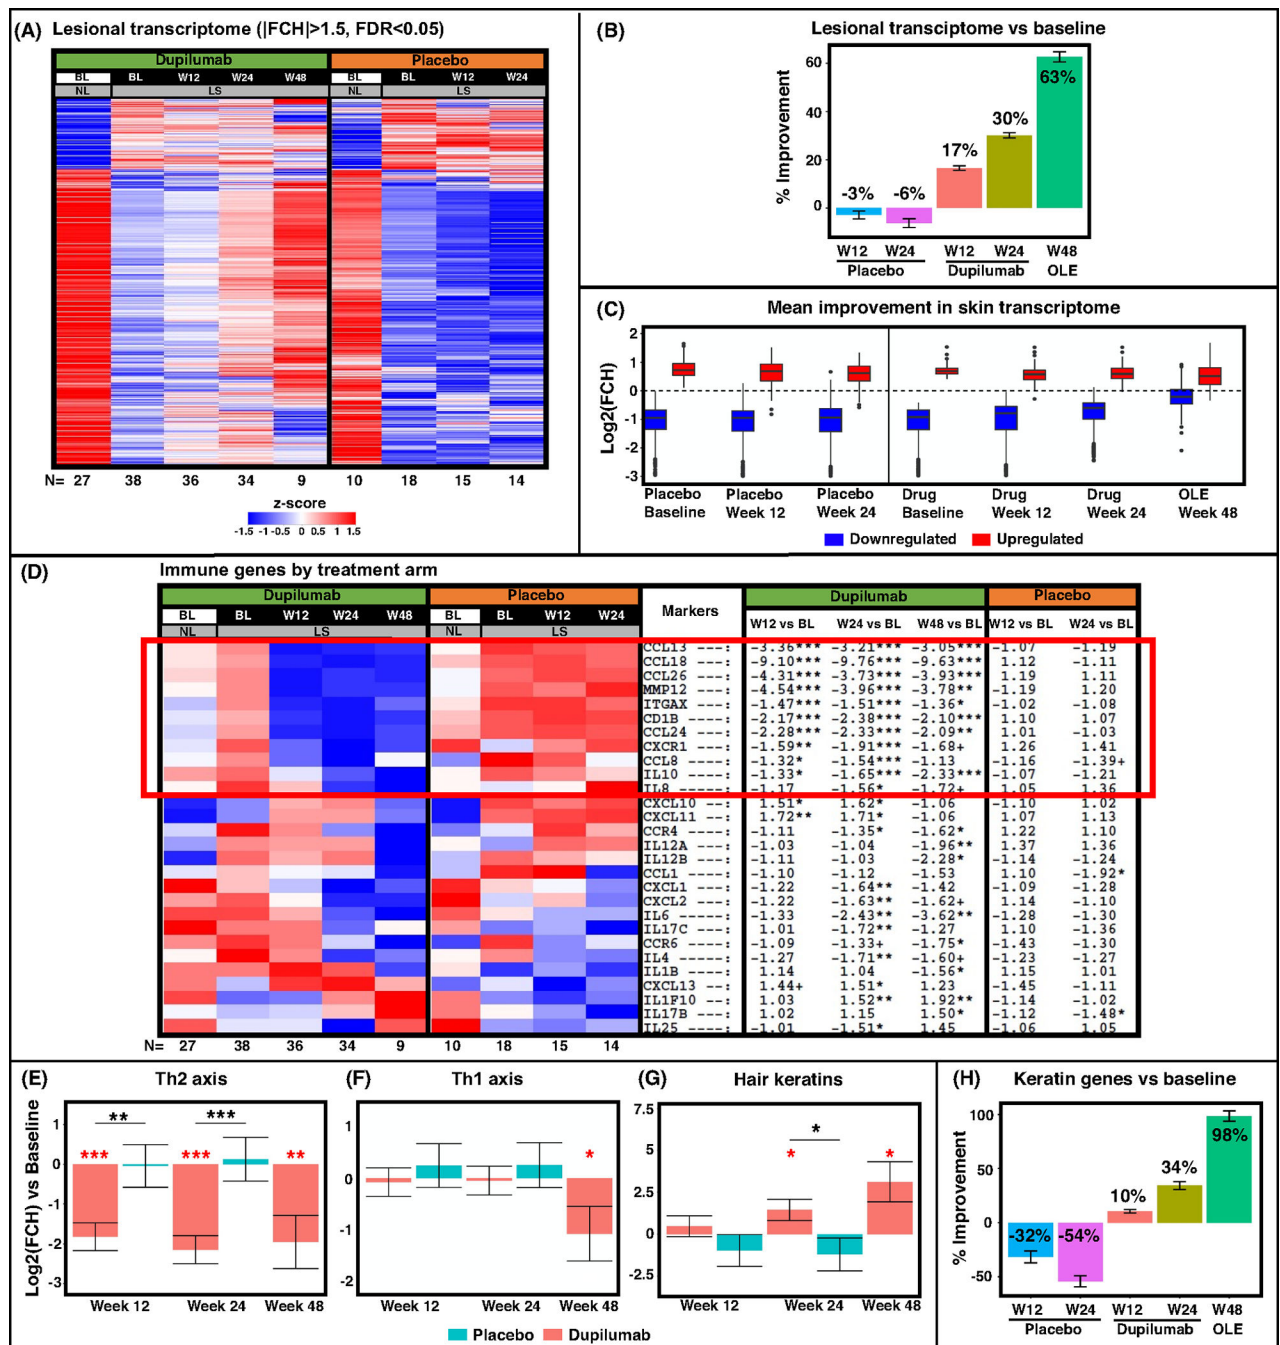 (A) Lesional transcriptome (|FCH|>1.5, FDR<0.05)
Dupilumab Placebo
BL BL W12 W24 W48 BL W12 W24
BL
NL LS NL LS
N= 27 38 36 34 9 10 18 15 14
z-score
-1.5 -1 -0.5 0 0.5 1 1.5
(B) Lesional transciptome vs baseline
% Improvement
60
40
20
0
-3% -6% 17% 30% 63%
W12 W24 W12 W24 W48
Placebo Dupilumab OLE
(C) Mean improvement in skin transcriptome
Log2(FCH)
2
1
0
-1
-2
-3
Placebo Placebo Placebo Drug Drug Drug OLE
Baseline Week 12 Week 24 Baseline Week 12 Week 24 Week 48
Downregulated Upregulated
(D) Immune genes by treatment arm
Dupilumab Placebo Markers Dupilumab Placebo
BL BL W12 W24 W48 BL BL W12 W24
NL LS NL LS
W12 vs BL W24 vs BL W48 vs BL W12 vs BL W24 vs BL
CCL13 ---: -3.36*** -3.21*** -3.05*** -1.07 -1.19
CCL18 ---: -9.10*** -9.76*** -9.63*** 1.12 -1.11
CCL26 ---: -4.31*** -3.73*** -3.93*** 1.19 1.11
MMP12 ---: -4.54*** -3.96*** -3.78** -1.19 1.20
ITGAX ---: -1.47*** -1.51*** -1.36* -1.02 -1.08
CD1B ----: -2.17*** -2.38*** -2.10*** 1.10 1.07
CCL24 ---: -2.28*** -2.33*** -2.09** 1.01 -1.03
CXCR1 ---: -1.59** -1.91*** -1.68+ 1.26 1.41
CCL8 ----: -1.32* -1.54*** -1.13 -1.16 -1.39+
IL10 ----: -1.33* -1.65*** -2.33*** -1.07 -1.21
IL8 -----: -1.17 -1.56* -1.72+ 1.05 1.36
CXCL10 --: 1.51* 1.62* -1.06 -1.10 1.02
CXCL11 --: 1.72** 1.71* -1.06 1.07 1.13
CCR4 ----: -1.11 -1.35* -1.62* 1.22 1.10
IL12A ---: -1.03 -1.04 -1.96** 1.37 1.36
IL12B ---: -1.11 -1.03 -2.28* -1.14 -1.24
CCL1 ----: -1.10 -1.12 -1.53 1.10 -1.92*
CXCL1 ---: -1.22 -1.64** -1.42 -1.09 -1.28
CXCL2 ---: -1.22 -1.63** -1.62+ 1.14 -1.10
IL6 -----: -1.33 -2.43** -3.62** -1.28 -1.30
IL17C ---: 1.01 -1.72** -1.27 1.10 -1.36
CCR6 ----: -1.09 -1.33+ -1.75* -1.43 -1.30
IL4 -----: -1.27 -1.71** -1.60+ -1.23 -1.27
IL1B ----: 1.14 1.04 -1.56* 1.15 1.01
CXCL13 --: 1.44+ 1.51* 1.23 -1.45 -1.11
IL1F10 --: 1.03 1.52** 1.92** -1.14 -1.02
IL17B ---: 1.02 1.15 1.50* -1.12 -1.48*
IL25 ----: -1.01 -1.51* 1.45 -1.06 1.05
N= 27 38 36 34 9 10 18 15 14
(E) Th2 axis
Log2(FCH) vs Baseline
1
0
-1
-2
-3
** ***
*** *** **
Week 12 Week 24 Week 48
(F) Th1 axis
1
0
-1
-2
*
Week 12 Week 24 Week 48
(G) Hair keratins
7.5
5
2.5
0
-2.5
*
* *
Week 12 Week 24 Week 48
Placebo Dupilumab
(H) Keratin genes vs baseline
% Improvement
100
50
0
-50
-32% -54% 10% 34% 98%
W12 W24 W12 W24 W48
Placebo Dupilumab OLE